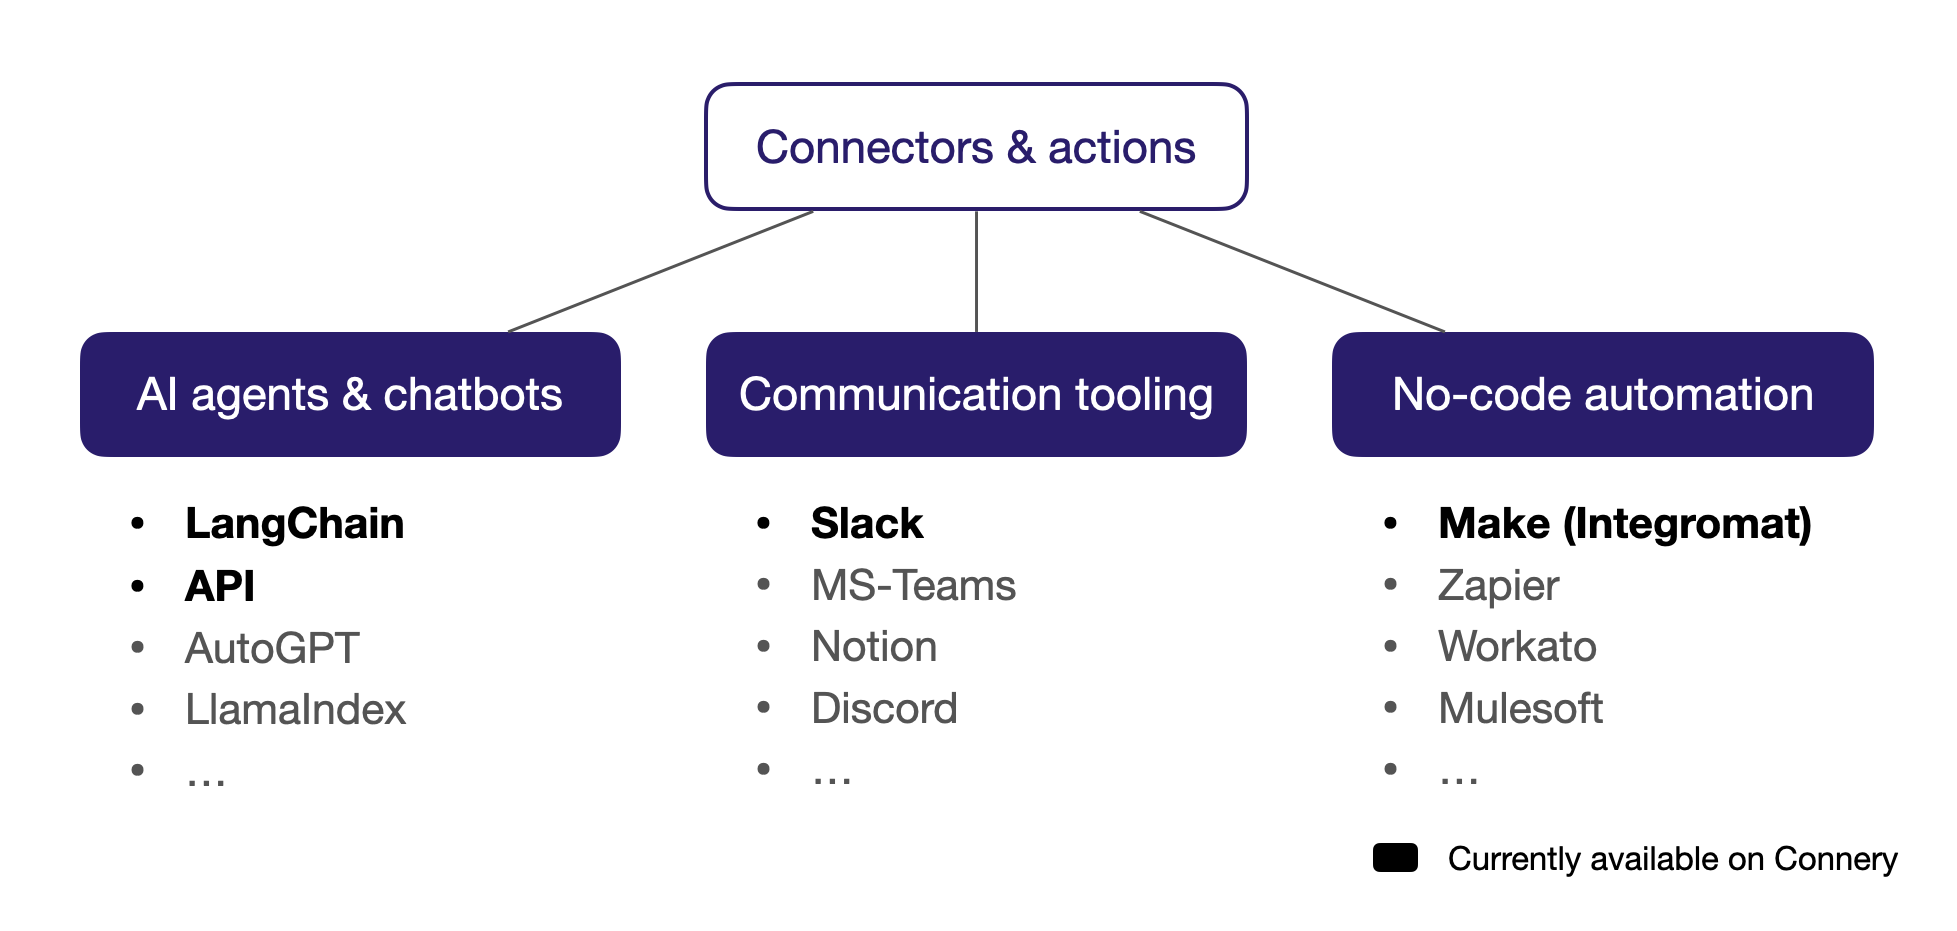 Connectors & actions
AI agents & chatbots
• LangChain
• API
• AutoGPT
• LlamaIndex
• …
Communication tooling
• Slack
• MS-Teams
• Notion
• Discord
• …
No-code automation
• Make (Integromat)
• Zapier
• Workato
• Mulesoft
• …
Currently available on Connery